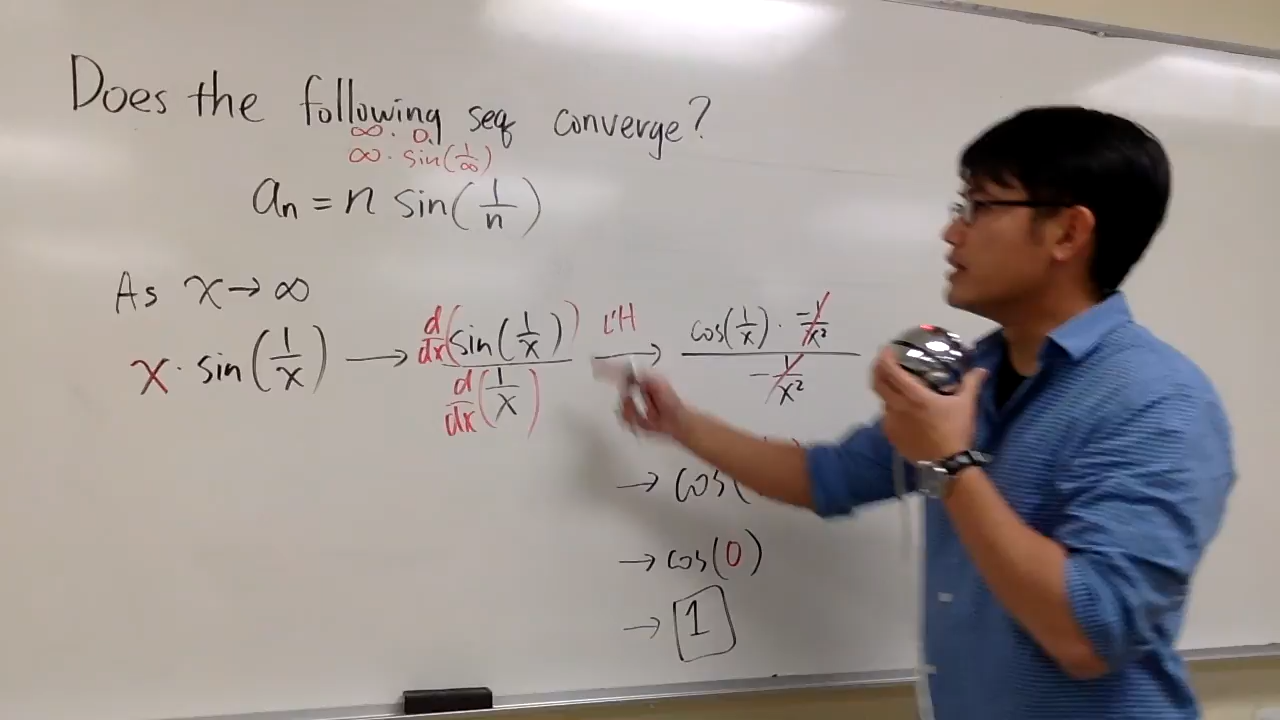 Does the following seq converge?
∞ · 0
∞ · sin(1/∞)
aₙ = n sin(1/n)
As x → ∞
x · sin(1/x) → d/dx(sin(1/x)) / d/dx(1/x) L'H → cos(1/x) · -1/x² / -1/x²
→ cos(
→ cos(0)
→ 1